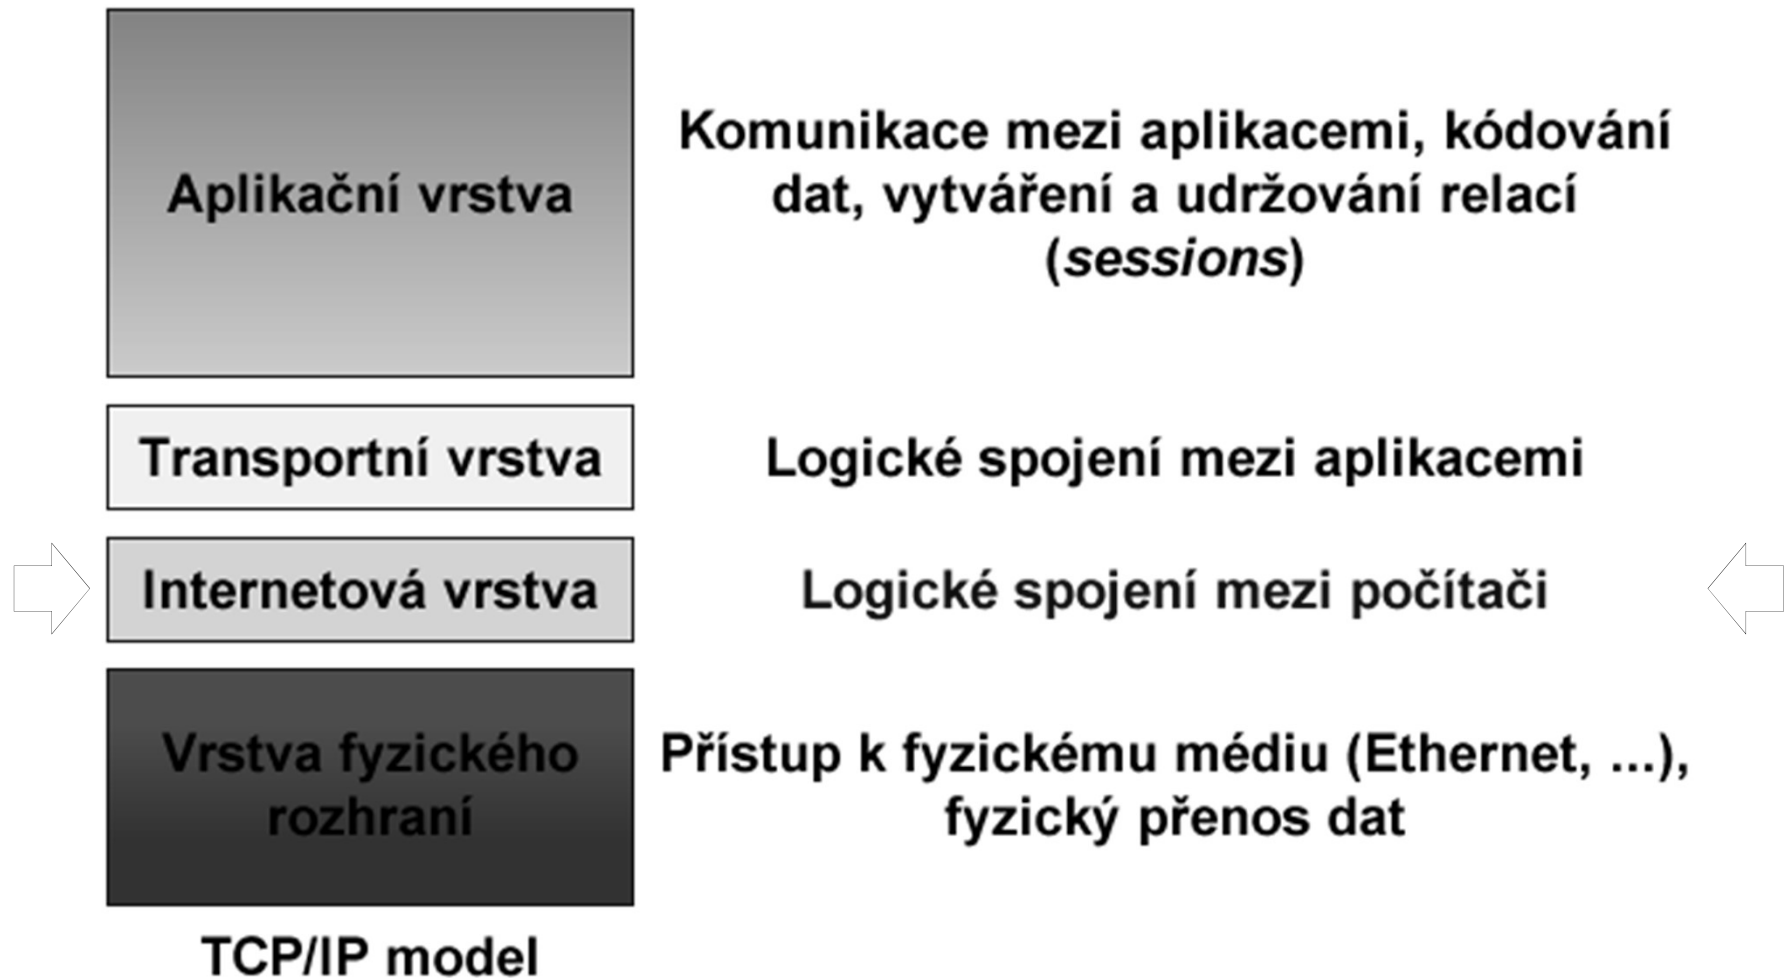 Aplikační vrstva
Komunikace mezi aplikacemi, kódování
dat, vytváření a udržování relací
(sessions)
Transportní vrstva
Logické spojení mezi aplikacemi
Internetová vrstva
Logické spojení mezi počítači
Vrstva fyzického
rozhraní
Přístup k fyzickému médiu (Ethernet, ...),
fyzický přenos dat
TCP/IP model